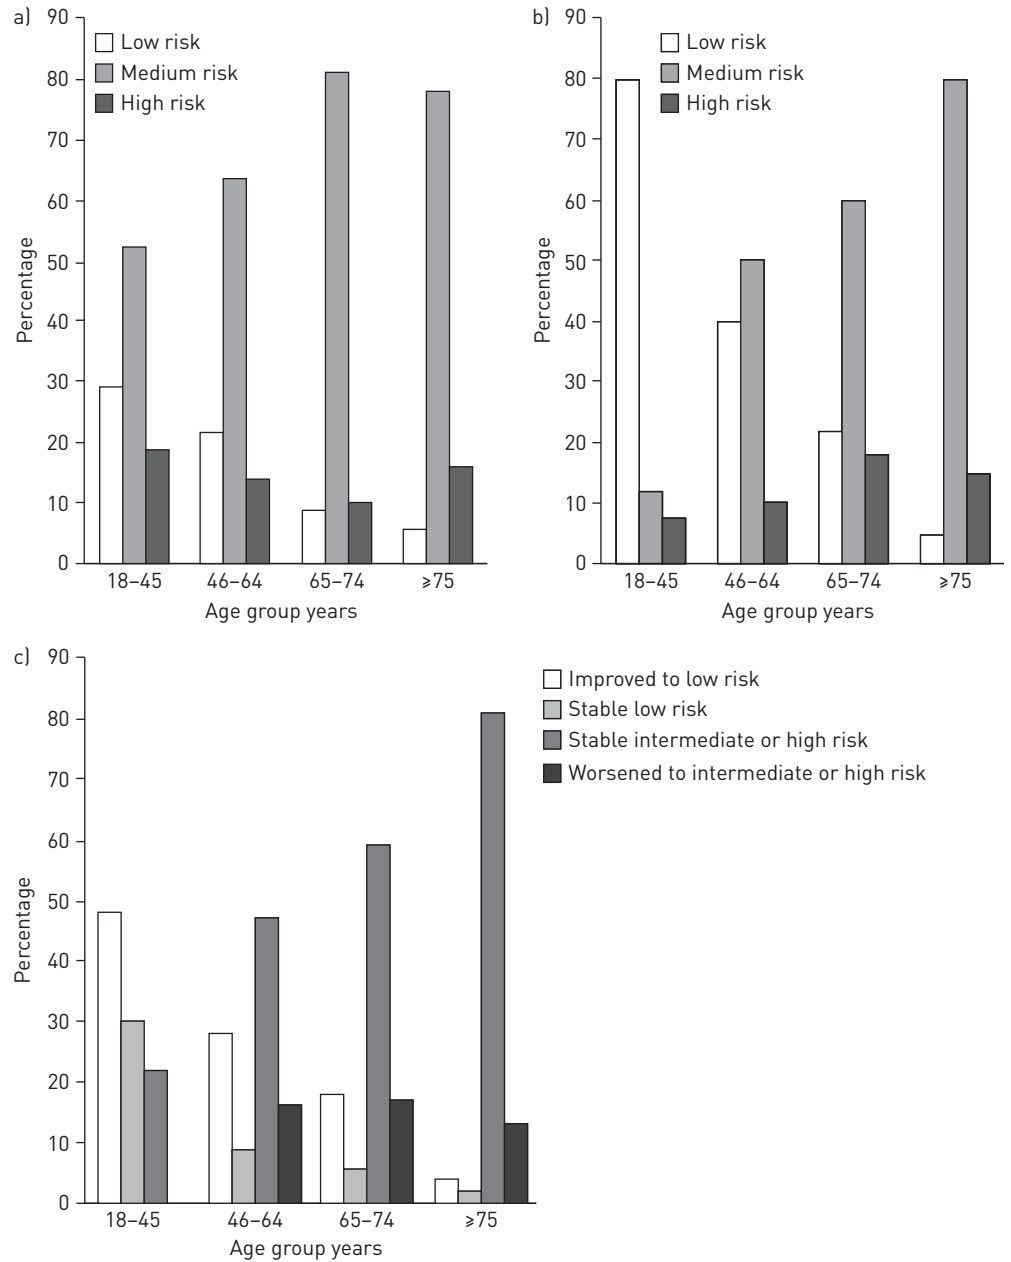 a)
90
80
70
60
50
40
30
20
10
0
Percentage
Low risk
Medium risk
High risk
18–45 46–64 65–74 ⩾75
Age group years
b)
90
80
70
60
50
40
30
20
10
0
Percentage
Low risk
Medium risk
High risk
18–45 46–64 65–74 ⩾75
Age group years
c)
90
80
70
60
50
40
30
20
10
0
Percentage
Improved to low risk
Stable low risk
Stable intermediate or high risk
Worsened to intermediate or high risk
18–45 46–64 65–74 ⩾75
Age group years